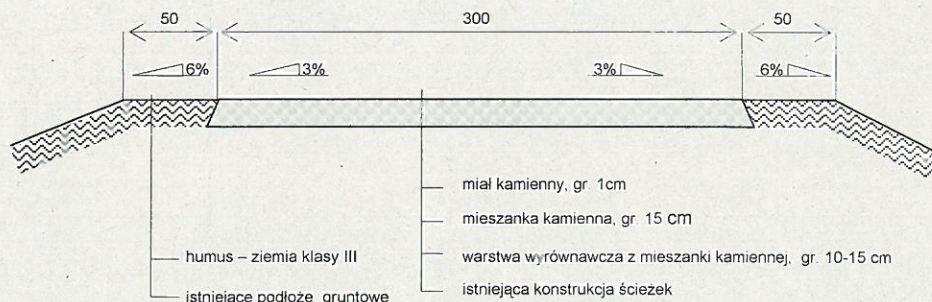 50 300 50
6% 3% 3% 6%
miał kamienny, gr. 1cm
mieszanka kamienna, gr. 15 cm
humus – ziemia klasy III
warstwa wyrównawcza z mieszanki kamiennej, gr. 10-15 cm
istniejące podłoże gruntowe
istniejąca konstrukcja ścieżek